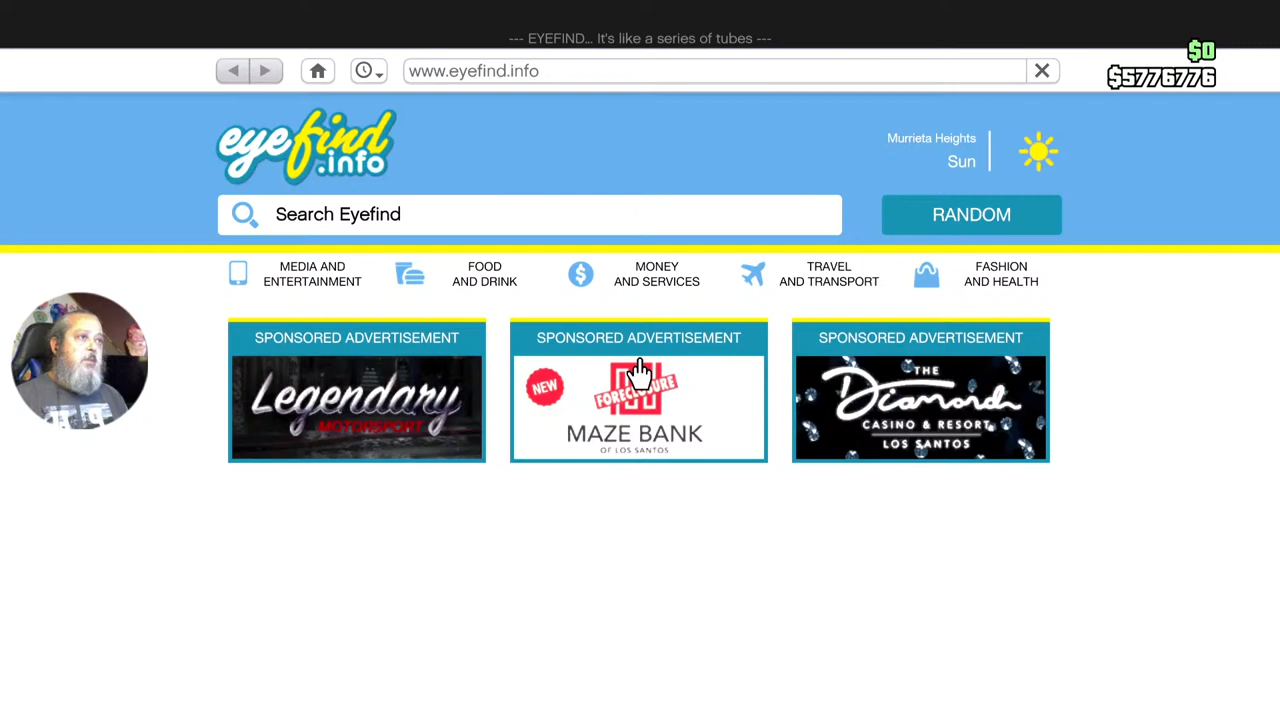 --- EYEFIND... It's like a series of tubes ---
$0
www.eyefind.info
$5776776
eyefind
.info
Murrieta Heights
Sun
Search Eyefind
RANDOM
MEDIA AND
ENTERTAINMENT
FOOD
AND DRINK
MONEY
AND SERVICES
TRAVEL
AND TRANSPORT
FASHION
AND HEALTH
SPONSORED ADVERTISEMENT
Legendary
MOTORSPORT
SPONSORED ADVERTISEMENT
NEW
FORECLOSURE
MAZE BANK
OF LOS SANTOS
SPONSORED ADVERTISEMENT
THE
Diamond
CASINO & RESORT
LOS SANTOS